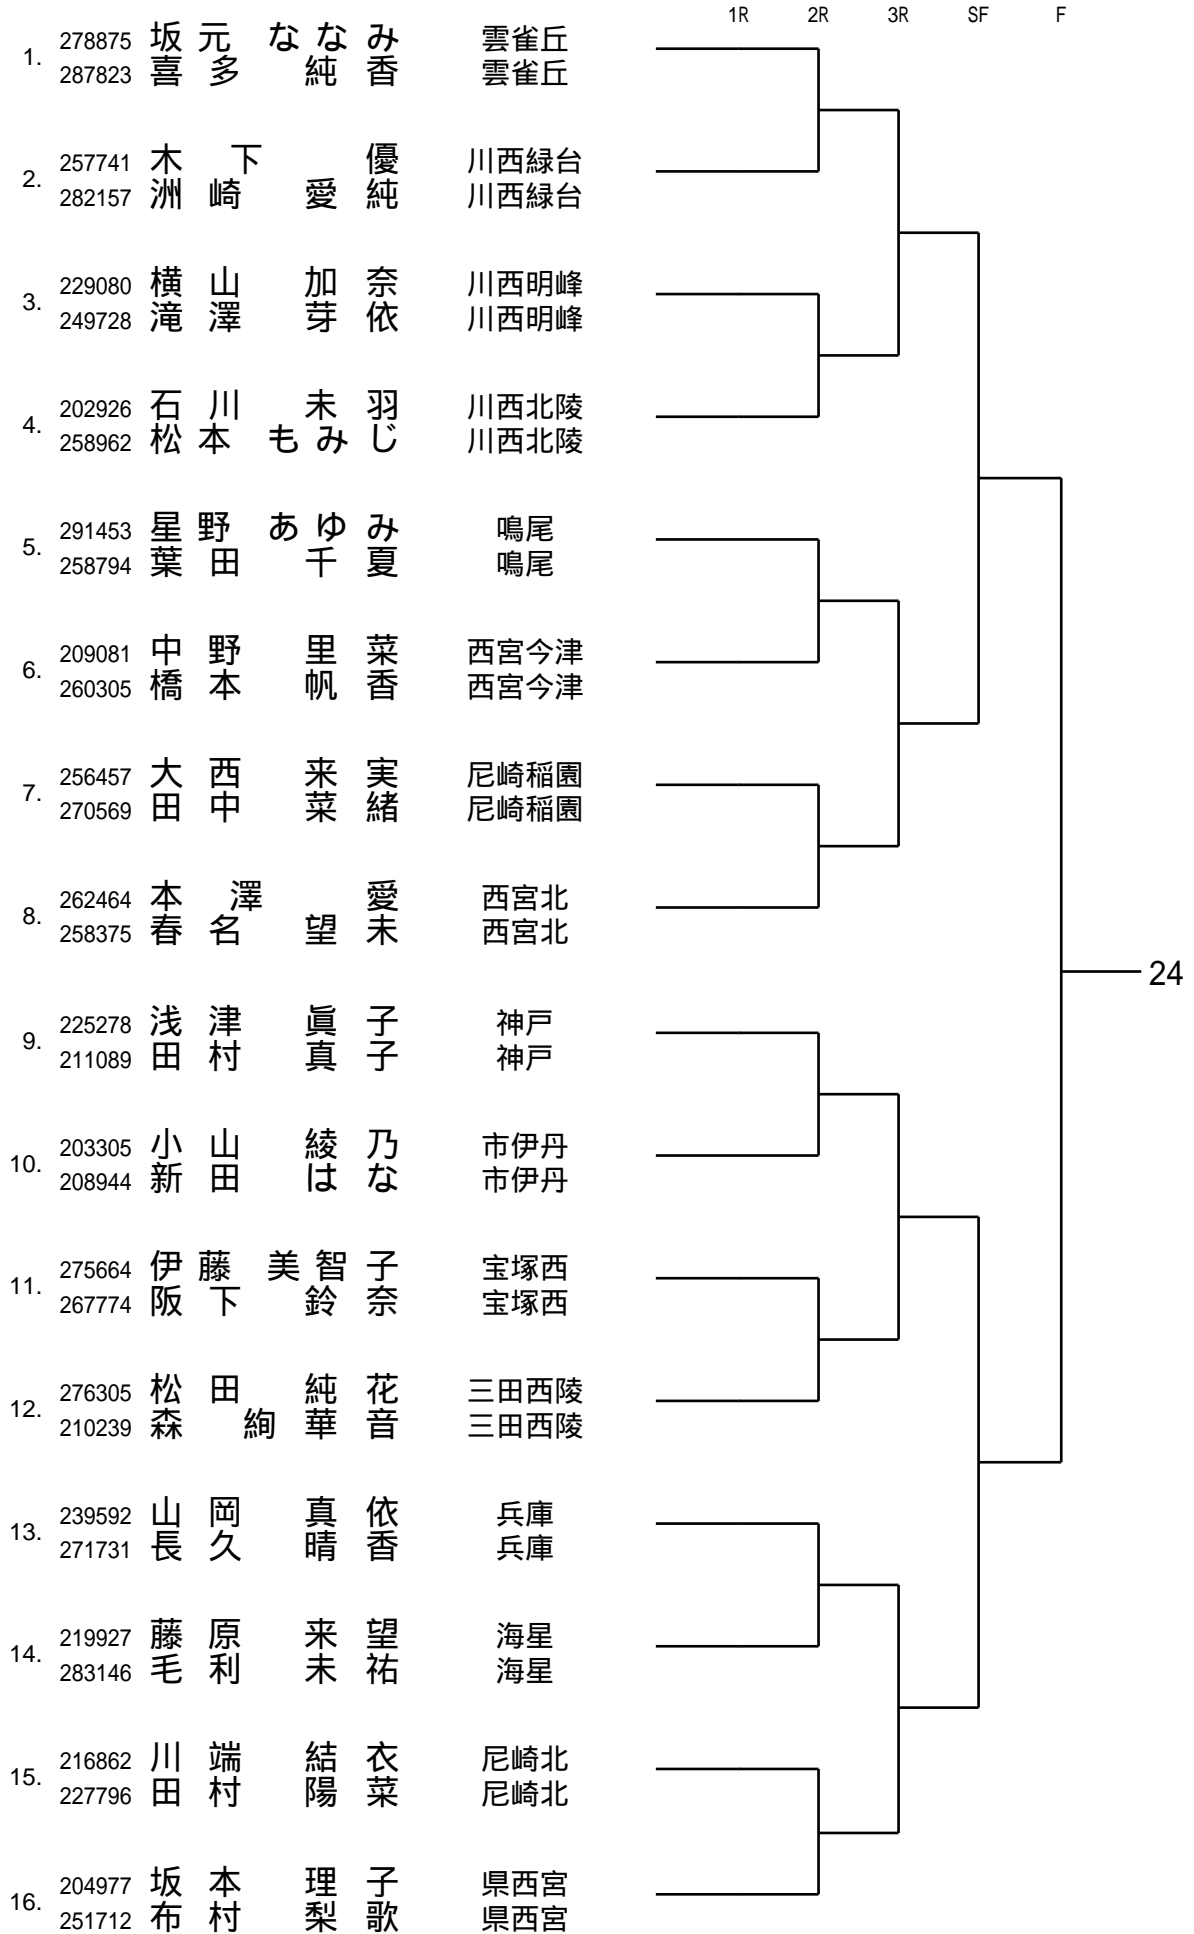 1R 2R 3R SF F
1.
278875 坂元 ななみ 雲雀丘
287823 喜多 純香 雲雀丘
2.
257741 木下 優 川西緑台
282157 洲崎 愛純 川西緑台
3.
229080 横山 加奈 川西明峰
249728 滝澤 芽依 川西明峰
4.
202926 石川 未羽 川西北陵
258962 松本 もみじ 川西北陵
5.
291453 星野 あゆみ 鳴尾
258794 葉田 千夏 鳴尾
6.
209081 中野 里菜 西宮今津
260305 橋本 帆香 西宮今津
7.
256457 大西 来実 尼崎稲園
270569 田中 菜緒 尼崎稲園
8.
262464 本澤 愛 西宮北
258375 春名 望未 西宮北
24
9.
225278 浅津 眞子 神戸
211089 田村 真子 神戸
10.
203305 小山 綾乃 市伊丹
208944 新田 はな 市伊丹
11.
275664 伊藤 美智子 宝塚西
267774 阪下 鈴奈 宝塚西
12.
276305 松田 純花 三田西陵
210239 森 絢華音 三田西陵
13.
239592 山岡 真依 兵庫
271731 長久 晴香 兵庫
14.
219927 藤原 来望 海星
283146 毛利 未祐 海星
15.
216862 川端 結衣 尼崎北
227796 田村 陽菜 尼崎北
16.
204977 坂本 理子 県西宮
251712 布村 梨歌 県西宮